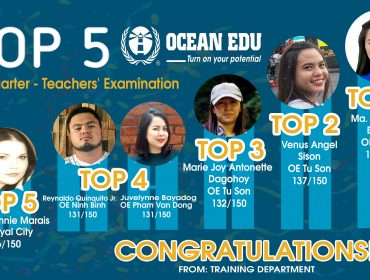 OP 5
OCEAN EDU
Turn on your potential
arter - Teachers' Examination
TOP 5
nnie Marais
yal City
/150
TOP 4
Reynaldo Quinquito Jr.
OE Ninh Binh
131/150
Juvelynne Bayadog
OE Pham Van Dong
131/150
TOP 3
Marie Joy Antonette
Dagohoy
OE Tu Son
132/150
TOP 2
Venus Angel
Sison
OE Tu Son
137/150
TO
Ma.
OE
CONGRATULATIONS
FROM: TRAINING DEPARTMENT